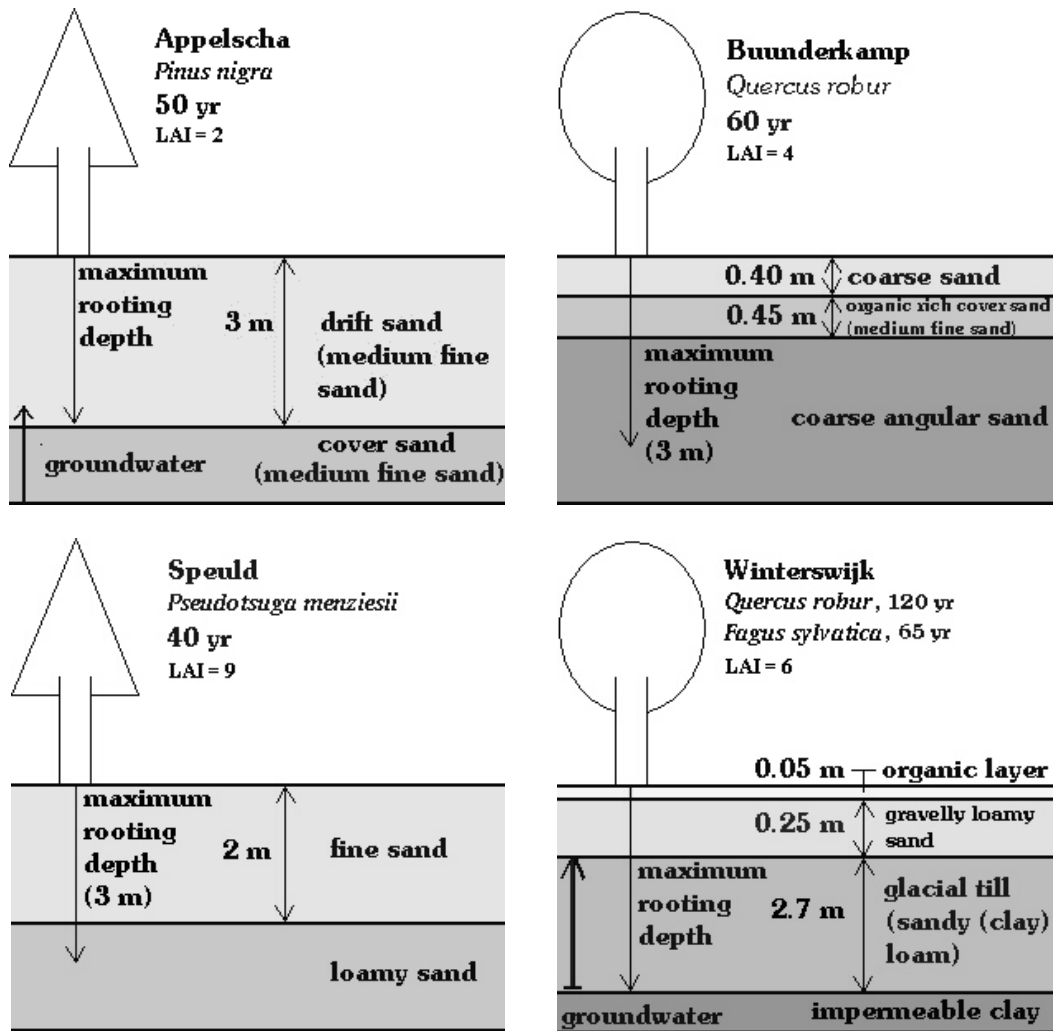 Appelscha
Pinus nigra
50 yr
LAI = 2
maximum
rooting
depth
3 m
drift sand
(medium fine
sand)
groundwater
cover sand
(medium fine sand)
Buunderkamp
Quercus robur
60 yr
LAI = 4
0.40 m
coarse sand
0.45 m
organic rich cover sand
(medium fine sand)
maximum
rooting
depth
(3 m)
coarse angular sand
Speuld
Pseudotsuga menziesii
40 yr
LAI = 9
maximum
rooting
depth
(3 m)
2 m
fine sand
loamy sand
Winterswijk
Quercus robur, 120 yr
Fagus sylvatica, 65 yr
LAI = 6
0.05 m
organic layer
0.25 m
gravelly loamy
sand
maximum
rooting
depth
2.7 m
glacial till
(sandy (clay)
loam)
groundwater
impermeable clay